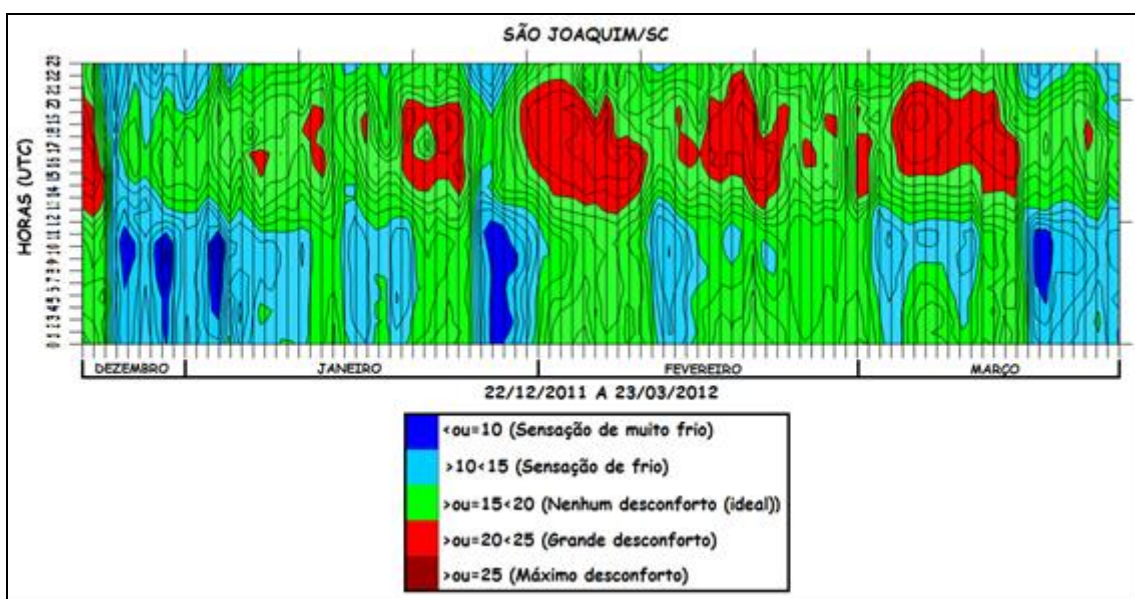 SÃO JOAQUIM/SC
HORAS (UTC)
DEZEMBRO JANEIRO FEVEREIRO MARÇO
22/12/2011 A 23/03/2012
<ou=10 (Sensação de muito frio)
>10<15 (Sensação de frio)
>ou=15<20 (Nenhum desconforto (ideal))
>ou=20<25 (Grande desconforto)
>ou=25 (Máximo desconforto)